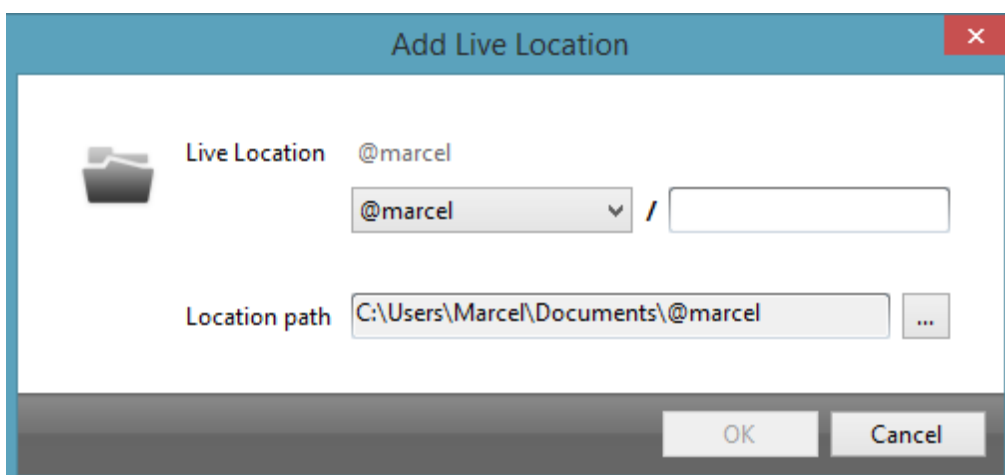 Add Live Location
Live Location @marcel
@marcel /
Location path C:\Users\Marcel\Documents\@marcel ...
OK Cancel